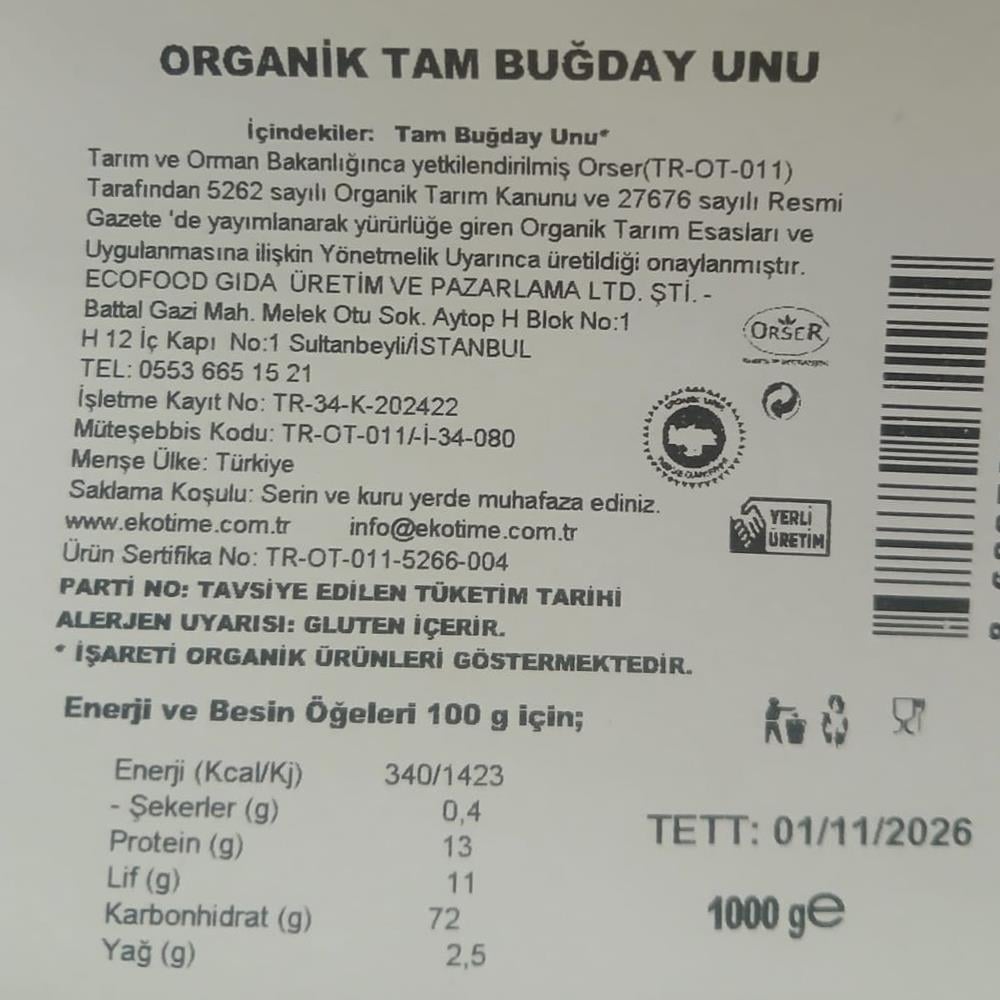 ORGANİK TAM BUĞDAY UNU
İçindekiler: Tam Buğday Unu*
Tarım ve Orman Bakanlığınca yetkilendirilmiş Orser(TR-OT-011)
Tarafından 5262 sayılı Organik Tarım Kanunu ve 27676 sayılı Resmi
Gazete 'de yayımlanarak yürürlüğe giren Organik Tarım Esasları ve
Uygulanmasına ilişkin Yönetmelik Uyarınca üretildiği onaylanmıştır.
ECOFOOD GIDA ÜRETİM VE PAZARLAMA LTD. ŞTİ. -
Battal Gazi Mah. Melek Otu Sok. Aytop H Blok No:1
H 12 İç Kapı No:1 Sultanbeyli/İSTANBUL
ORSER
TEL: 0553 665 15 21
İşletme Kayıt No: TR-34-K-202422
Müteşebbis Kodu: TR-OT-011/-İ-34-080
Menşe Ülke: Türkiye
Saklama Koşulu: Serin ve kuru yerde muhafaza ediniz.
www.ekotime.com.tr info@ekotime.com.tr
YERLİ
ÜRETİM
Ürün Sertifika No: TR-OT-011-5266-004
PARTİ NO: TAVSİYE EDİLEN TÜKETİM TARİHİ
ALERJEN UYARISI: GLUTEN İÇERİR.
* İŞARETİ ORGANİK ÜRÜNLERİ GÖSTERMEKTEDİR.
Enerji ve Besin Öğeleri 100 g için;
Enerji (Kcal/Kj) 340/1423
- Şekerler (g) 0,4
Protein (g) 13
Lif (g) 11
Karbonhidrat (g) 72
Yağ (g) 2,5
TETT: 01/11/2026
1000 g℮